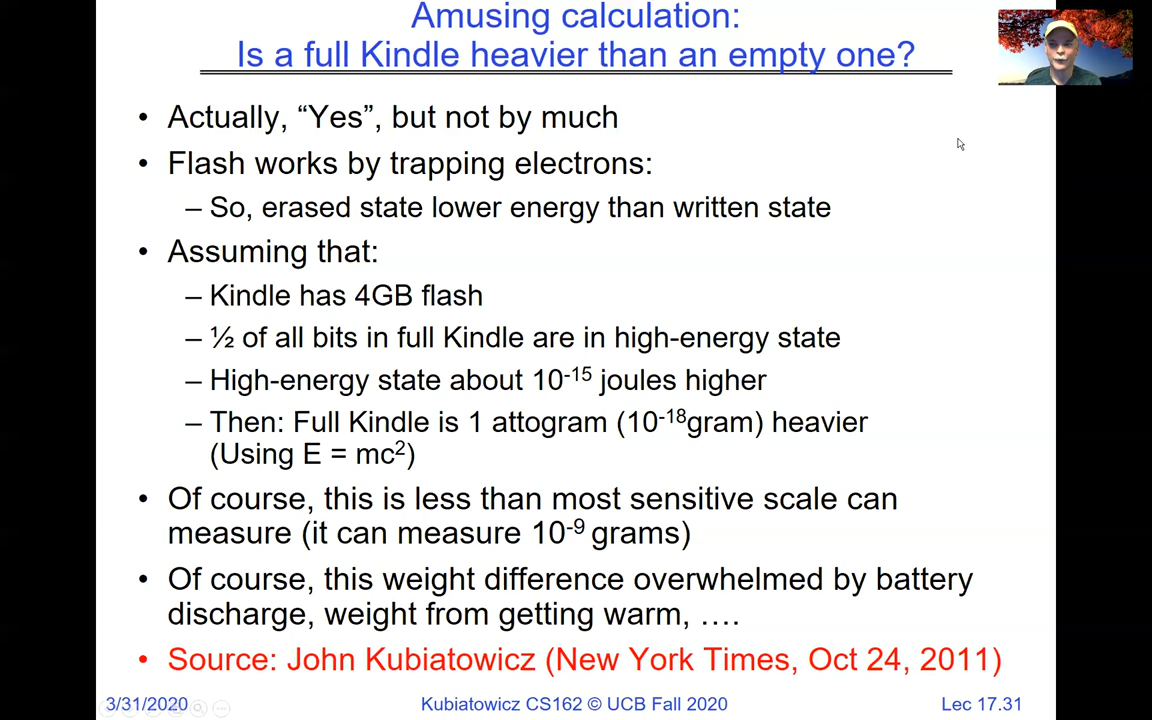 Amusing calculation:
Is a full Kindle heavier than an empty one?
• Actually, “Yes”, but not by much
• Flash works by trapping electrons:
– So, erased state lower energy than written state
• Assuming that:
– Kindle has 4GB flash
– ½ of all bits in full Kindle are in high-energy state
– High-energy state about 10⁻¹⁵ joules higher
– Then: Full Kindle is 1 attogram (10⁻¹⁸gram) heavier
(Using E = mc²)
• Of course, this is less than most sensitive scale can
measure (it can measure 10⁻⁹ grams)
• Of course, this weight difference overwhelmed by battery
discharge, weight from getting warm, ….
• Source: John Kubiatowicz (New York Times, Oct 24, 2011)
3/31/2020 Kubiatowicz CS162 © UCB Fall 2020 Lec 17.31